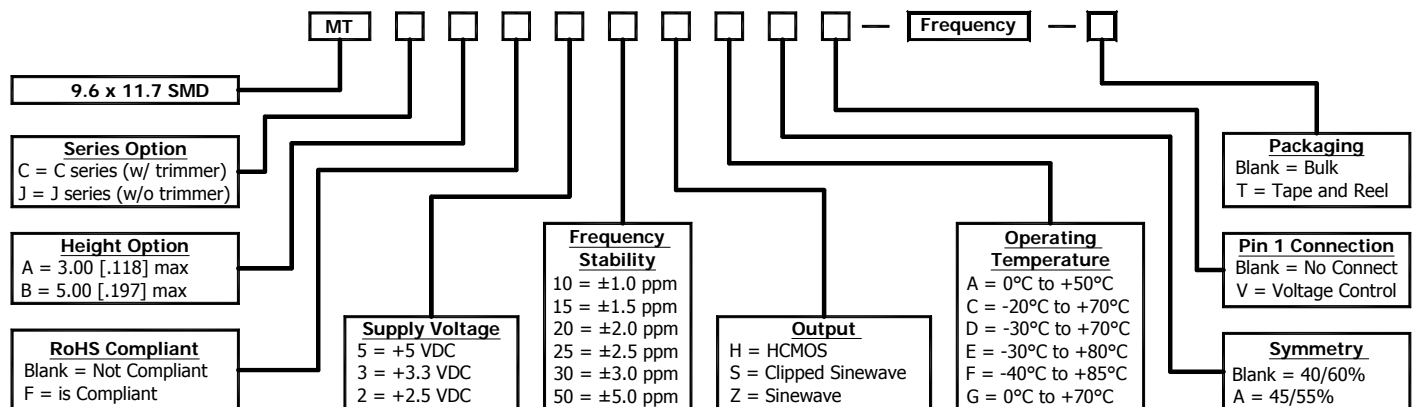 MT
Frequency
9.6 x 11.7 SMD
Series Option
C = C series (w/ trimmer)
J = J series (w/o trimmer)
Height Option
A = 3.00 [.118] max
B = 5.00 [.197] max
RoHS Compliant
Blank = Not Compliant
F = is Compliant
Supply Voltage
5 = +5 VDC
3 = +3.3 VDC
2 = +2.5 VDC
Frequency
Stability
10 = ±1.0 ppm
15 = ±1.5 ppm
20 = ±2.0 ppm
25 = ±2.5 ppm
30 = ±3.0 ppm
50 = ±5.0 ppm
Output
H = HCMOS
S = Clipped Sinewave
Z = Sinewave
Operating
Temperature
A = 0°C to +50°C
C = -20°C to +70°C
D = -30°C to +70°C
E = -30°C to +80°C
F = -40°C to +85°C
G = 0°C to +70°C
Packaging
Blank = Bulk
T = Tape and Reel
Pin 1 Connection
Blank = No Connect
V = Voltage Control
Symmetry
Blank = 40/60%
A = 45/55%